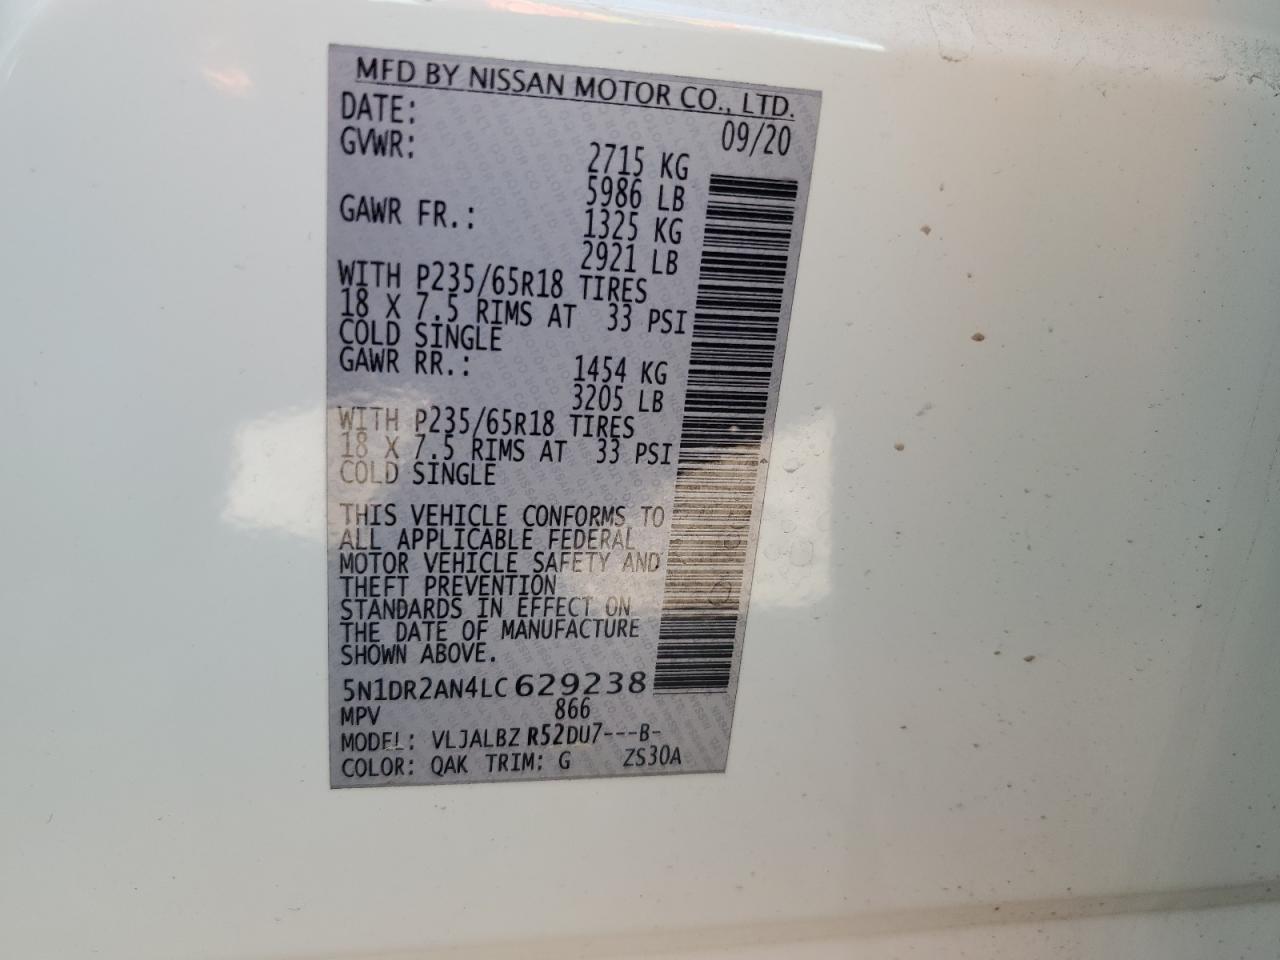 MFD BY NISSAN MOTOR CO., LTD.
DATE: 09/20
GVWR: 2715 KG
5986 LB
GAWR FR.: 1325 KG
2921 LB
WITH P235/65R18 TIRES
18 X 7.5 RIMS AT 33 PSI
COLD SINGLE
GAWR RR.: 1454 KG
3205 LB
WITH P235/65R18 TIRES
18 X 7.5 RIMS AT 33 PSI
COLD SINGLE
THIS VEHICLE CONFORMS TO
ALL APPLICABLE FEDERAL
MOTOR VEHICLE SAFETY AND
THEFT PREVENTION
STANDARDS IN EFFECT ON
THE DATE OF MANUFACTURE
SHOWN ABOVE.
5N1DR2AN4LC629238
MPV 866
MODEL: VLJALBZ R52DU7---B-
COLOR: QAK TRIM: G ZS30A